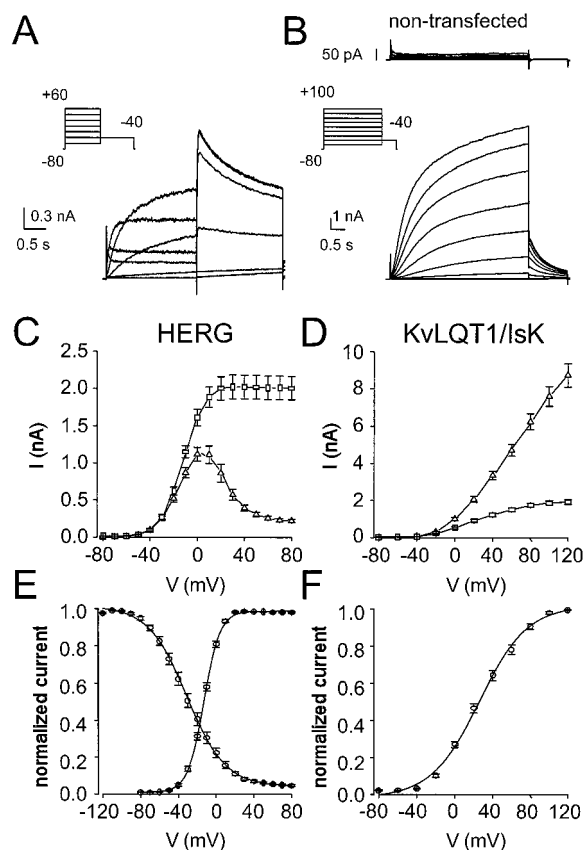 A
B
non-transfected
50 pA
+60
-40
-80
0.3 nA
0.5 s
+100
-40
-80
1 nA
0.5 s
C
HERG
2.5
2.0
1.5
1.0
0.5
0.0
I (nA)
-80 -40 0 40 80
V (mV)
D
KvLQT1/IsK
10
8
6
4
2
0
I (nA)
-80 -40 0 40 80 120
V (mV)
E
1.0
0.8
0.6
0.4
0.2
0.0
normalized current
-120 -80 -40 0 40 80
V (mV)
F
1.0
0.8
0.6
0.4
0.2
0.0
normalized current
-80 -40 0 40 80 120
V (mV)